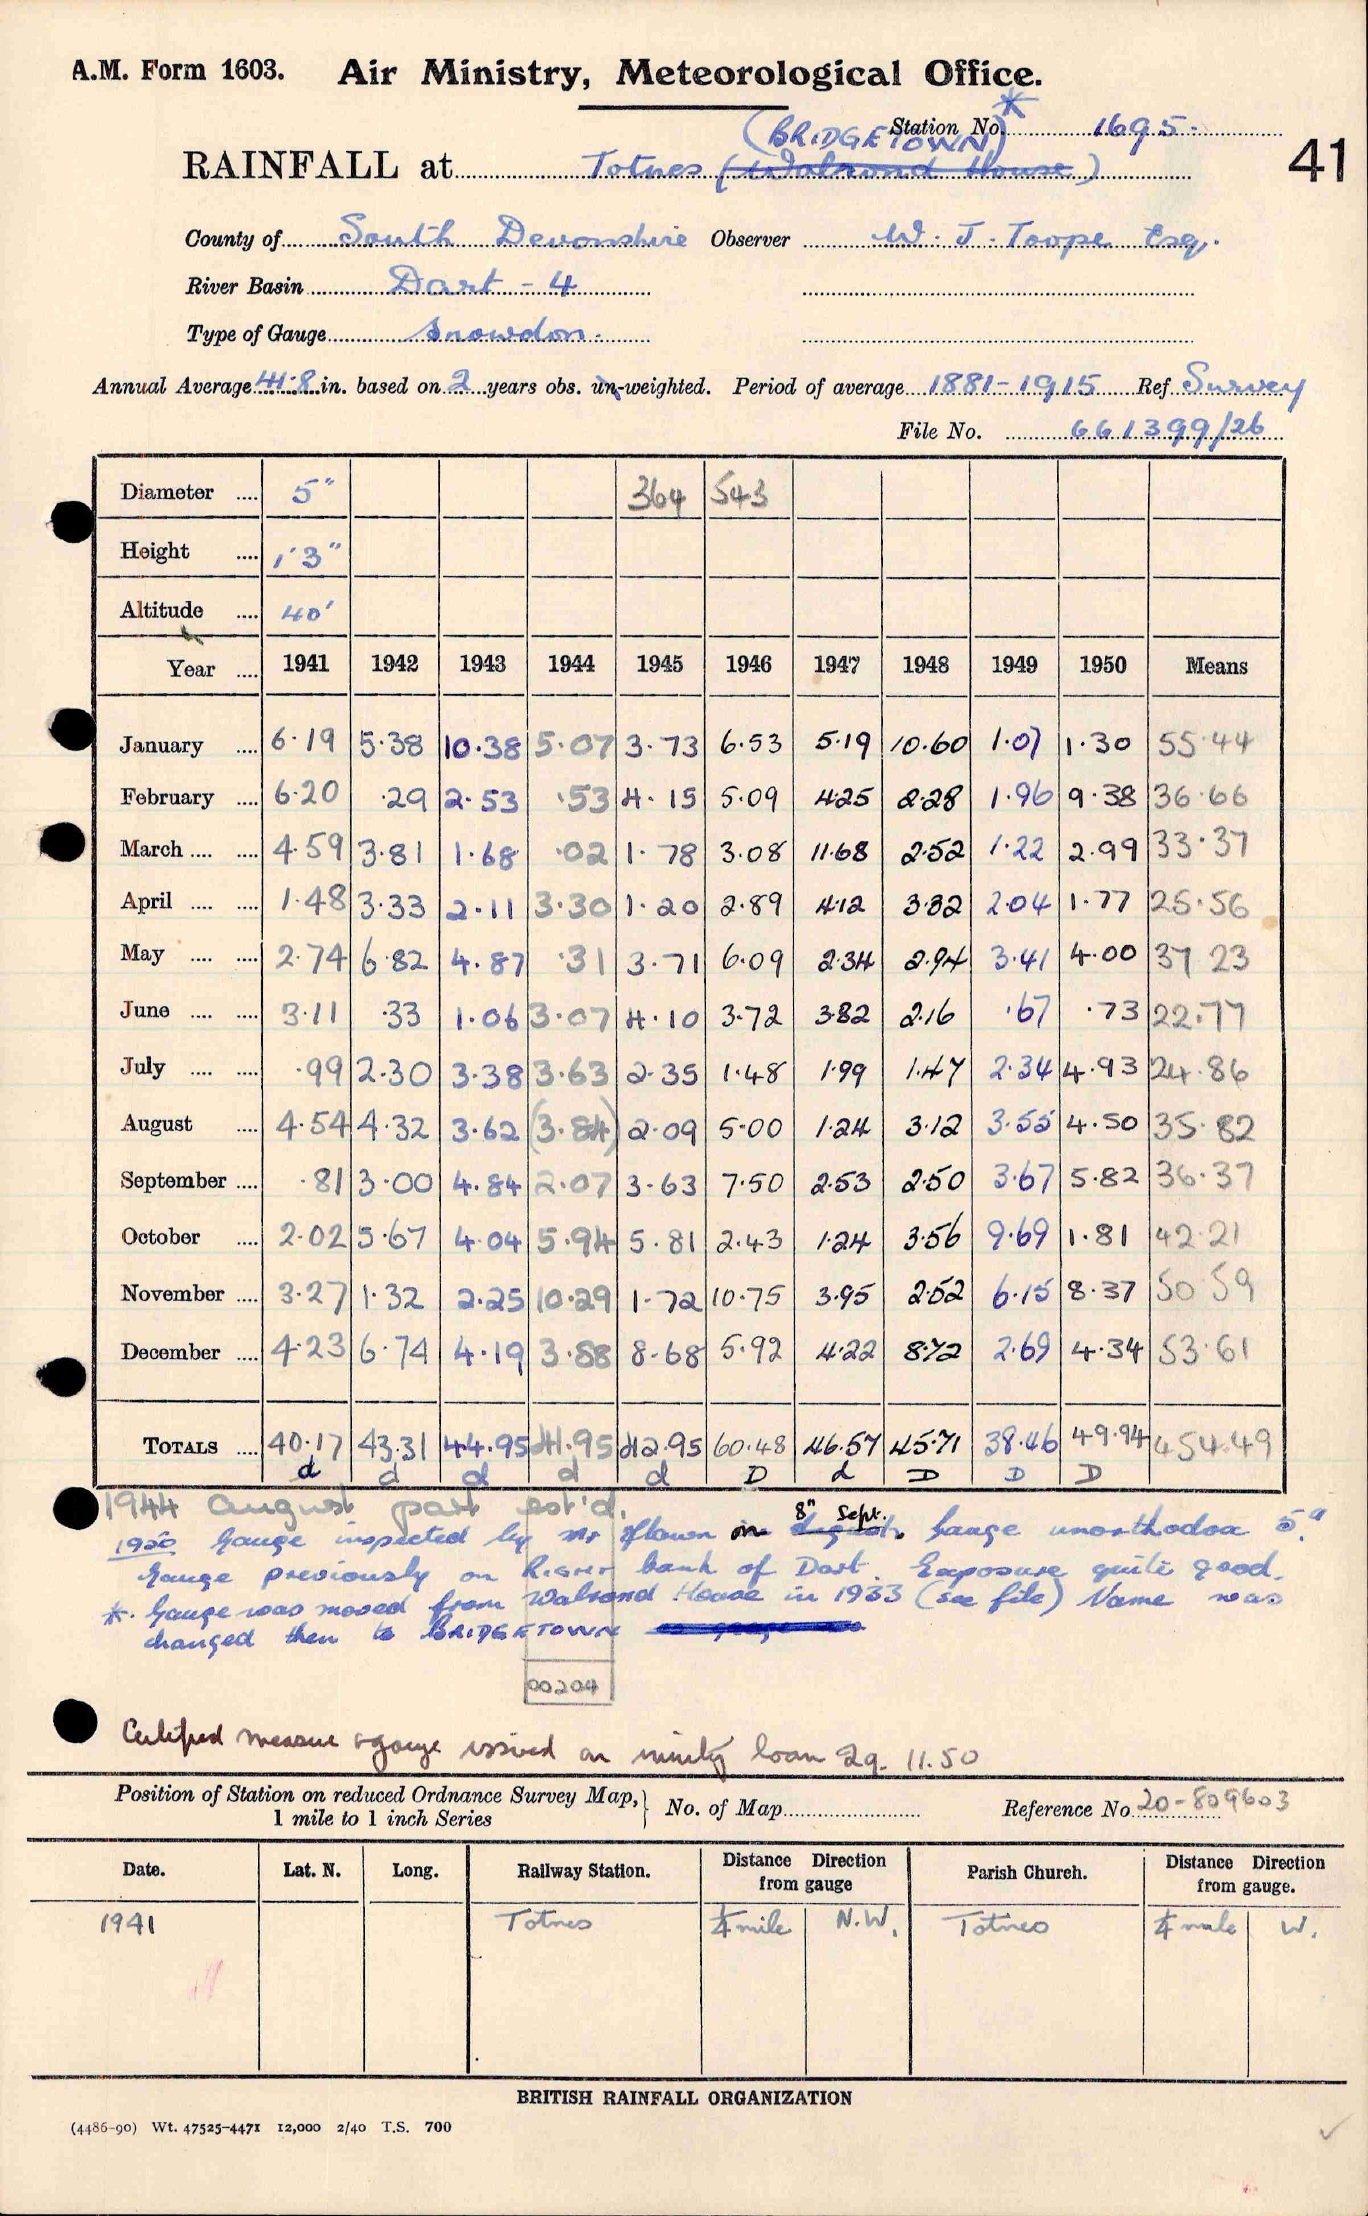 A.M. Form 1603. Air Ministry, Meteorological Office.
Station No. 1695.
(BRIDGETOWN)*
RAINFALL at Totnes (Walrond House)
41
County of South Devonshire Observer W. J. Toope Esq.
River Basin Dart - 4
Type of Gauge Snowdon.
Annual Average 41.8 in. based on 2 years obs. un-weighted. Period of average 1881-1915 Ref. Survey
File No. 661399/26
Diameter .... 5" 364 543
Height .... 1'3"
Altitude .... 40'
Year .... 1941 1942 1943 1944 1945 1946 1947 1948 1949 1950 Means
January .... 6.19 5.38 10.38 5.07 3.73 6.53 5.19 10.60 1.07 1.30 55.44
February .... 6.20 .29 2.53 .53 4.15 5.09 4.25 2.28 1.96 9.38 36.66
March .... .... 4.59 3.81 1.68 .02 1.78 3.08 11.68 2.52 1.22 2.99 33.37
April .... .... 1.48 3.33 2.11 3.30 1.20 2.89 4.12 3.32 2.04 1.77 25.56
May .... .... 2.74 6.82 4.87 .31 3.71 6.09 2.34 2.94 3.41 4.00 37 23
June .... .... 3.11 .33 1.06 3.07 4.10 3.72 3.82 2.16 .67 .73 22.77
July .... .... .99 2.30 3.38 3.63 2.35 1.48 1.99 1.47 2.34 4.93 24.86
August .... 4.54 4.32 3.62 (3.84) 2.09 5.00 1.24 3.12 3.55 4.50 35.82
September .... .81 3.00 4.84 2.07 3.63 7.50 2.53 2.50 3.67 5.82 36.37
October .... 2.02 5.67 4.04 5.94 5.81 2.43 1.24 3.56 9.69 1.81 42.21
November .... 3.27 1.32 2.25 10.29 1.72 10.75 3.95 2.52 6.15 8.37 50 59
December .... 4.23 6.74 4.19 3.88 8.68 5.92 4.22 8.72 2.69 4.34 53.61
TOTALS .... 40.17 43.31 44.95 41.95 42.95 60.48 46.57 45.71 38.46 49.94 454.49
d d d d d D d D D D
1944 August part est'd.
8th Sept.
1950 Gauge inspected by Mr in Gauge unorthodox 5"
Gauge previously on River bank of Dart. Exposure quite good.
* Gauge was moved from Walrond House in 1933 (see file) Name was
changed then to BRIDGETOWN
00204
Certified measure & gauge issued on loan 29.11.50
Position of Station on reduced Ordnance Survey Map,} No. of Map Reference No 20-809603
1 mile to 1 inch Series
Date. Lat. N. Long. Railway Station. Distance Direction from gauge Parish Church. Distance Direction from gauge.
1941 Totnes ¼ mile N.W. Totnes ¼ mile W.
BRITISH RAINFALL ORGANIZATION
(4486-90) Wt. 47525-4471 12,000 2/40 T.S. 700